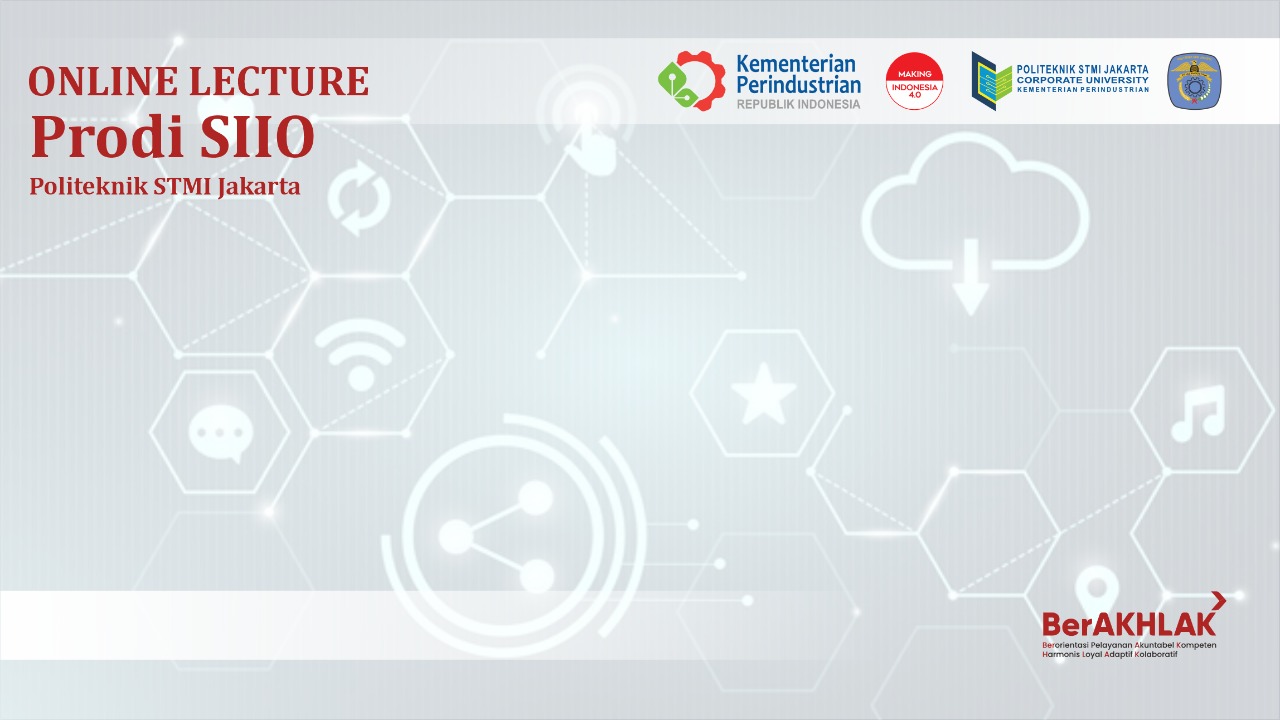 ONLINE LECTURE
Prodi SIIO
Politeknik STMI Jakarta
Kementerian
Perindustrian
REPUBLIK INDONESIA
MAKING
INDONESIA
4.0
POLITEKNIK STMI JAKARTA
CORPORATE UNIVERSITY
KEMENTERIAN PERINDUSTRIAN
BerAKHLAK
Berorientasi Pelayanan Akuntabel Kompeten
Harmonis Loyal Adaptif Kolaboratif